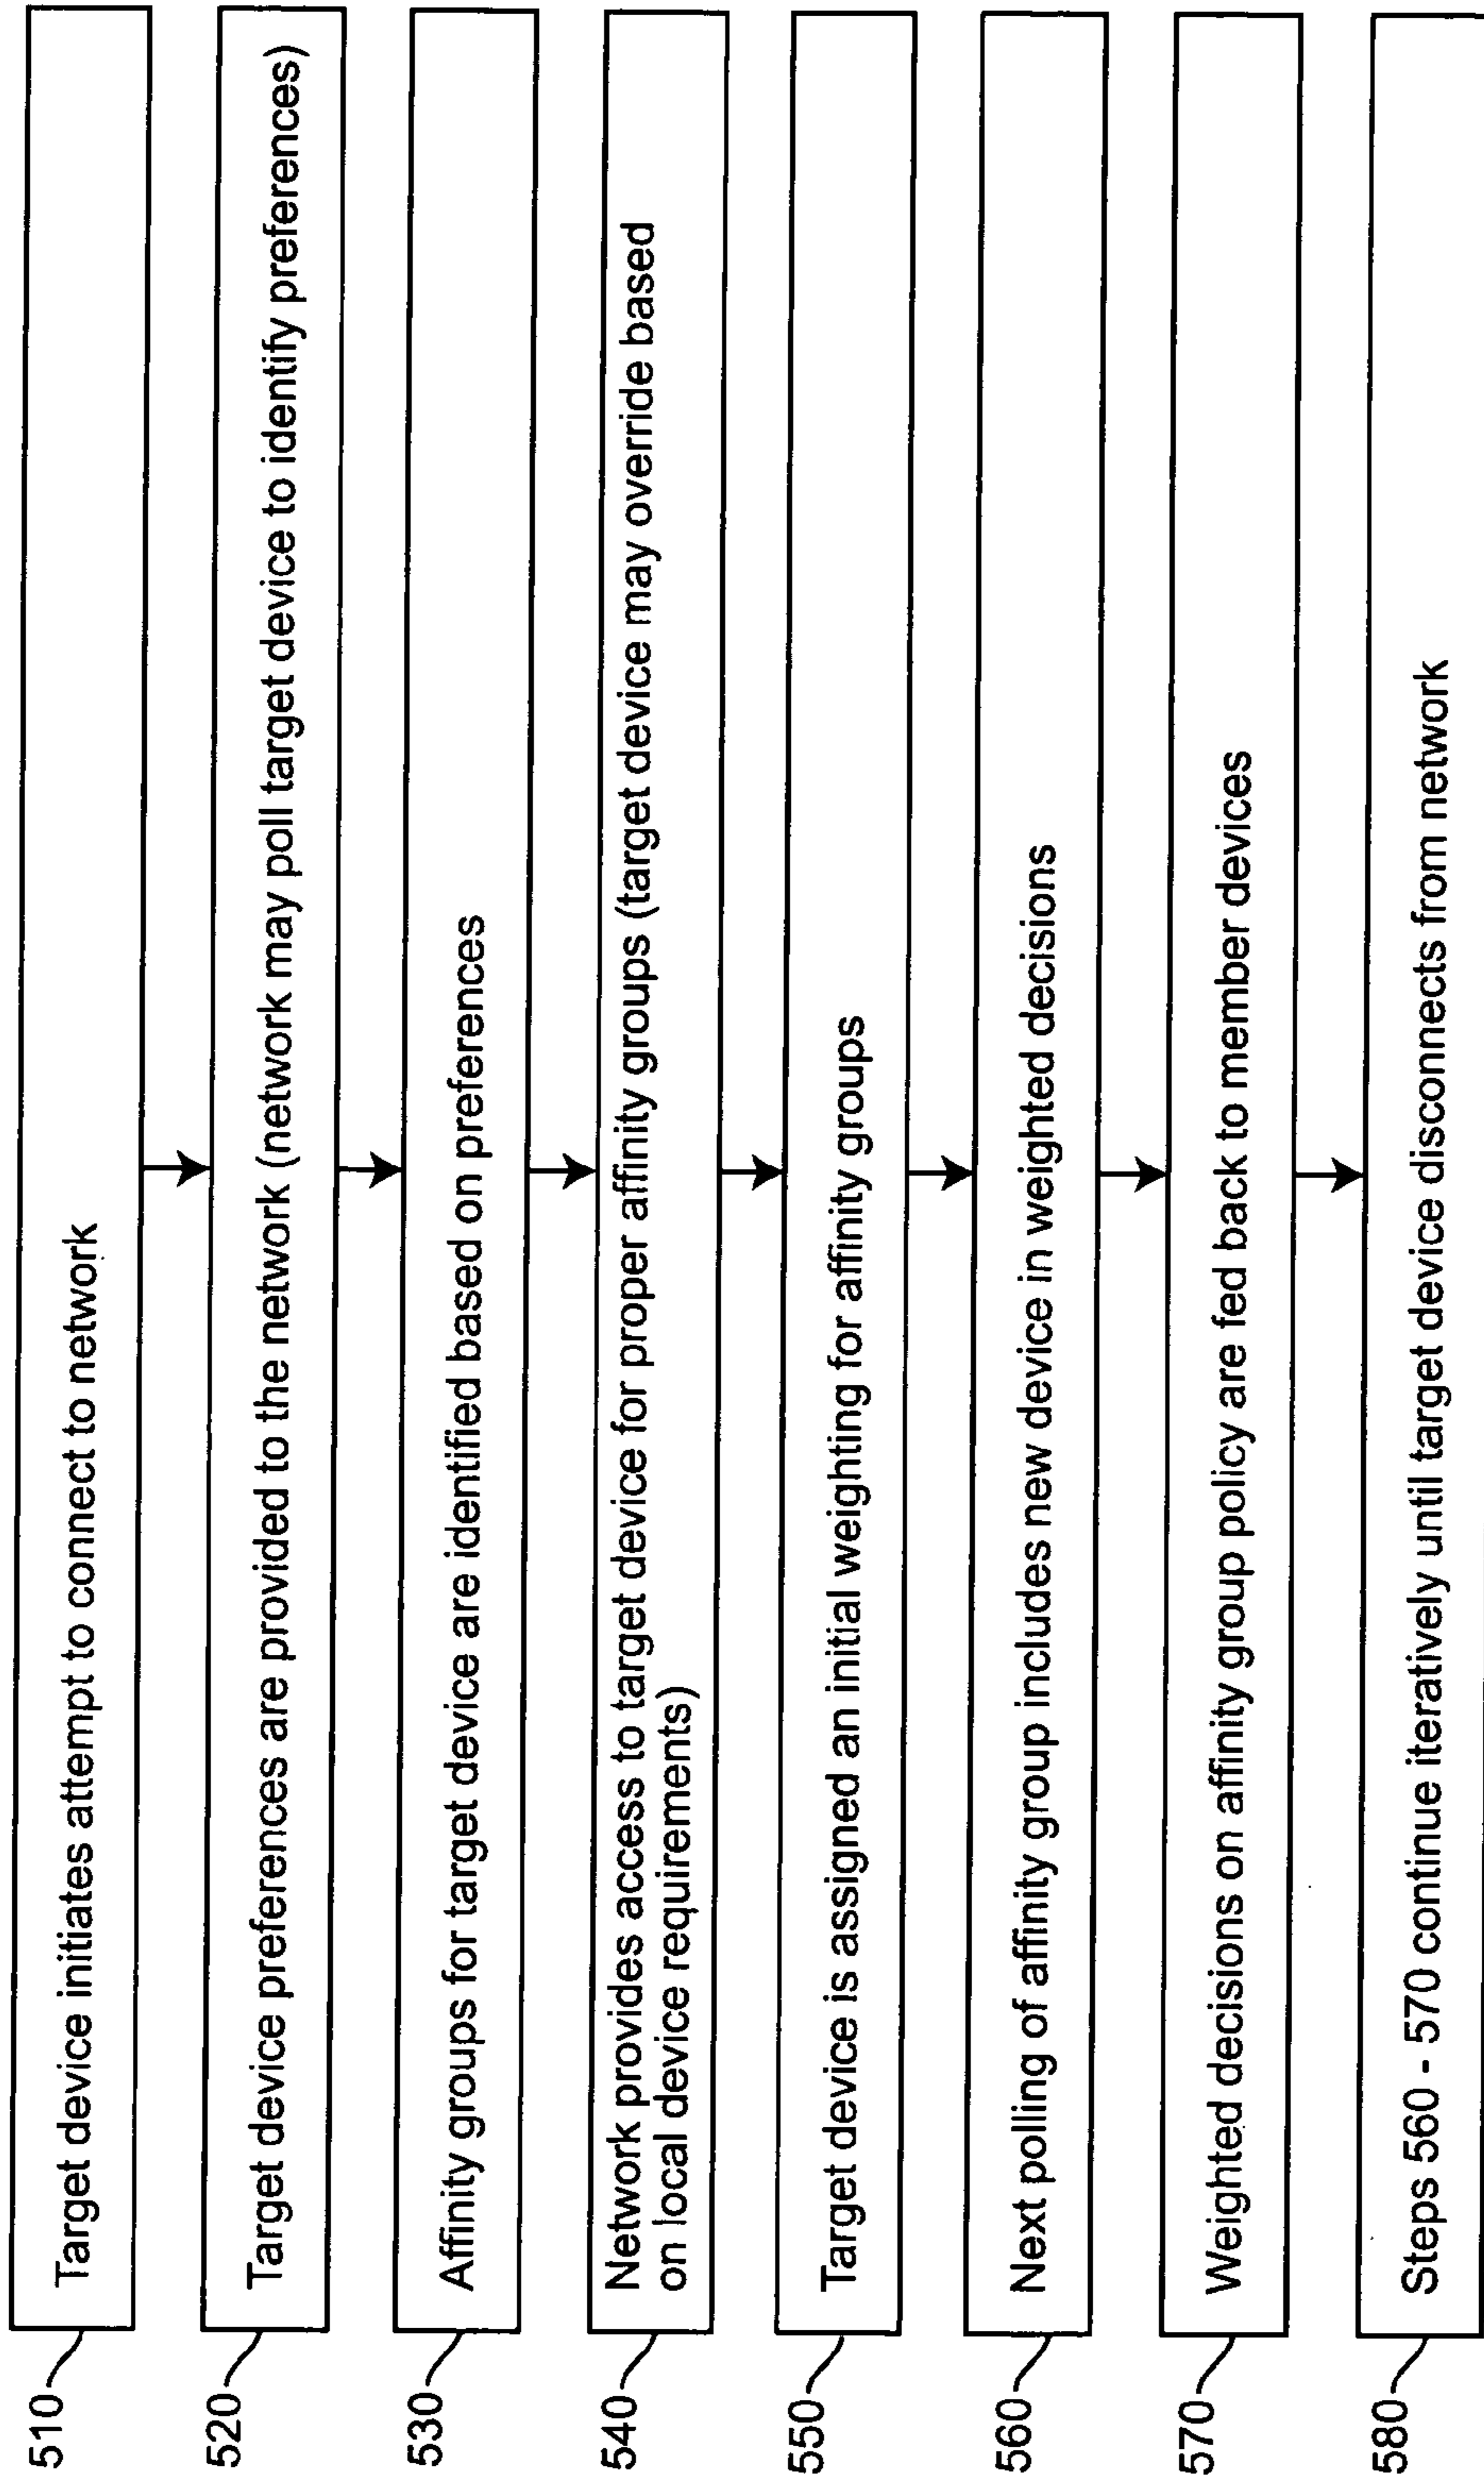 510
Target device initiates attempt to connect to network
520
Target device preferences are provided to the network (network may poll target device to identify preferences)
530
Affinity groups for target device are identified based on preferences
540
Network provides access to target device for proper affinity groups (target device may override based
on local device requirements)
550
Target device is assigned an initial weighting for affinity groups
560
Next polling of affinity group includes new device in weighted decisions
570
Weighted decisions on affinity group policy are fed back to member devices
580
Steps 560 - 570 continue iteratively until target device disconnects from network